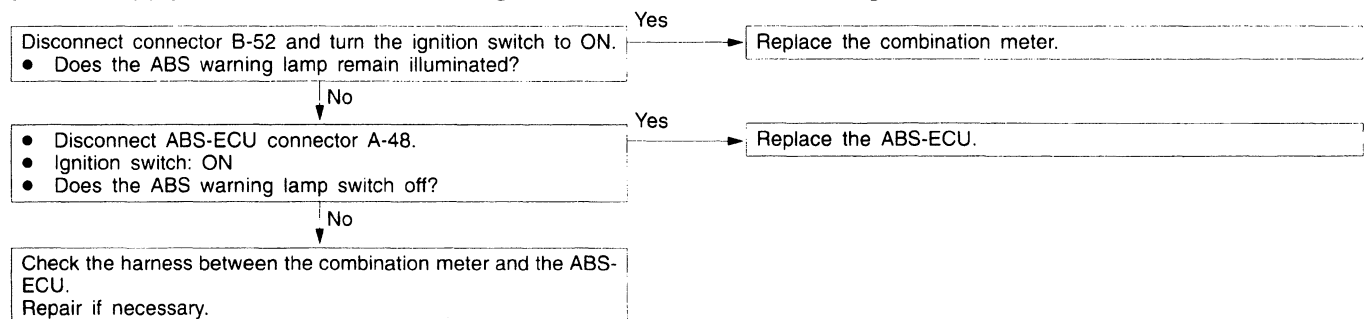 Disconnect connector B-52 and turn the ignition switch to ON.
● Does the ABS warning lamp remain illuminated?
Yes
Replace the combination meter.
No
● Disconnect ABS-ECU connector A-48.
● Ignition switch: ON
● Does the ABS warning lamp switch off?
Yes
Replace the ABS-ECU.
No
Check the harness between the combination meter and the ABS-
ECU.
Repair if necessary.